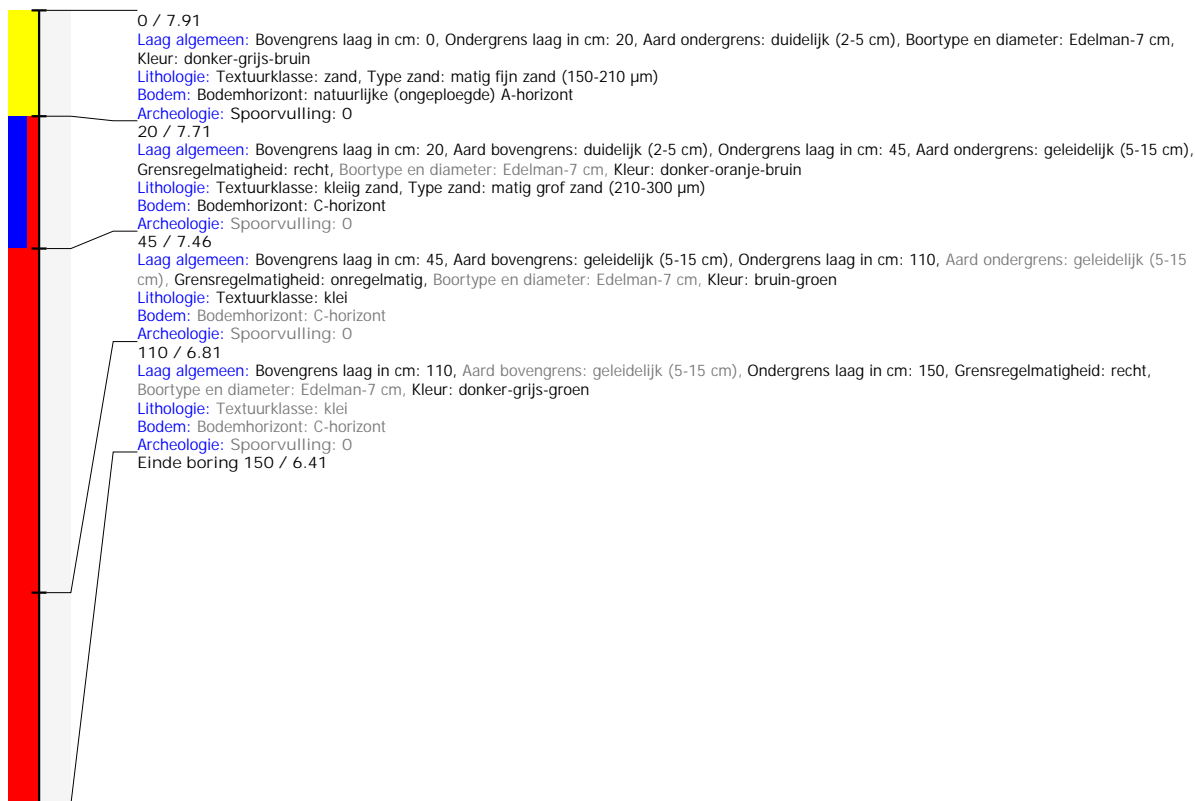 0 / 7.91
Laag algemeen: Bovengrens laag in cm: 0, Ondergrens laag in cm: 20, Aard ondergrens: duidelijk (2-5 cm), Boortype en diameter: Edelman-7 cm,
Kleur: donker-grijs-bruin
Lithologie: Textuurklasse: zand, Type zand: matig fijn zand (150-210 µm)
Bodem: Bodemhorizont: natuurlijke (ongeploegde) A-horizont
Archeologie: Spoorvulling: 0
20 / 7.71
Laag algemeen: Bovengrens laag in cm: 20, Aard bovengrens: duidelijk (2-5 cm), Ondergrens laag in cm: 45, Aard ondergrens: geleidelijk (5-15 cm),
Grensregelmatigheid: recht, Boortype en diameter: Edelman-7 cm, Kleur: donker-oranje-bruin
Lithologie: Textuurklasse: kleiig zand, Type zand: matig grof zand (210-300 µm)
Bodem: Bodemhorizont: C-horizont
Archeologie: Spoorvulling: 0
45 / 7.46
Laag algemeen: Bovengrens laag in cm: 45, Aard bovengrens: geleidelijk (5-15 cm), Ondergrens laag in cm: 110, Aard ondergrens: geleidelijk (5-15
cm), Grensregelmatigheid: onregelmatig, Boortype en diameter: Edelman-7 cm, Kleur: bruin-groen
Lithologie: Textuurklasse: klei
Bodem: Bodemhorizont: C-horizont
Archeologie: Spoorvulling: 0
110 / 6.81
Laag algemeen: Bovengrens laag in cm: 110, Aard bovengrens: geleidelijk (5-15 cm), Ondergrens laag in cm: 150, Grensregelmatigheid: recht,
Boortype en diameter: Edelman-7 cm, Kleur: donker-grijs-groen
Lithologie: Textuurklasse: klei
Bodem: Bodemhorizont: C-horizont
Archeologie: Spoorvulling: 0
Einde boring 150 / 6.41